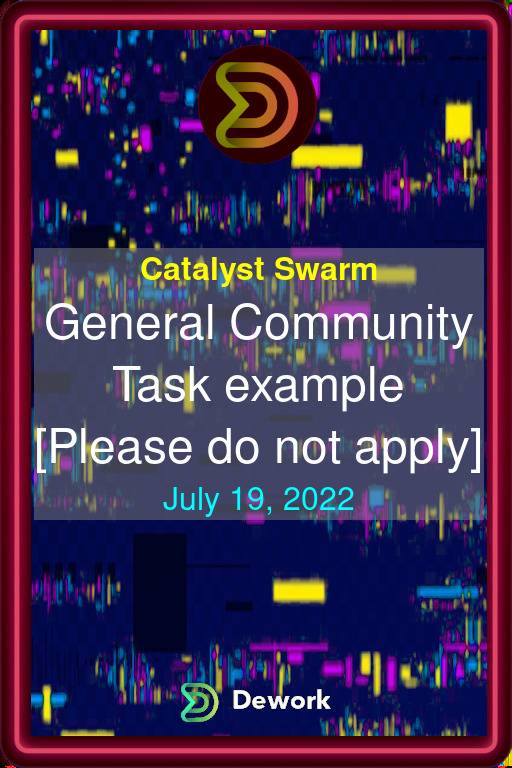 Catalyst Swarm
General Community
Task example
[Please do not apply]
July 19, 2022
Dework